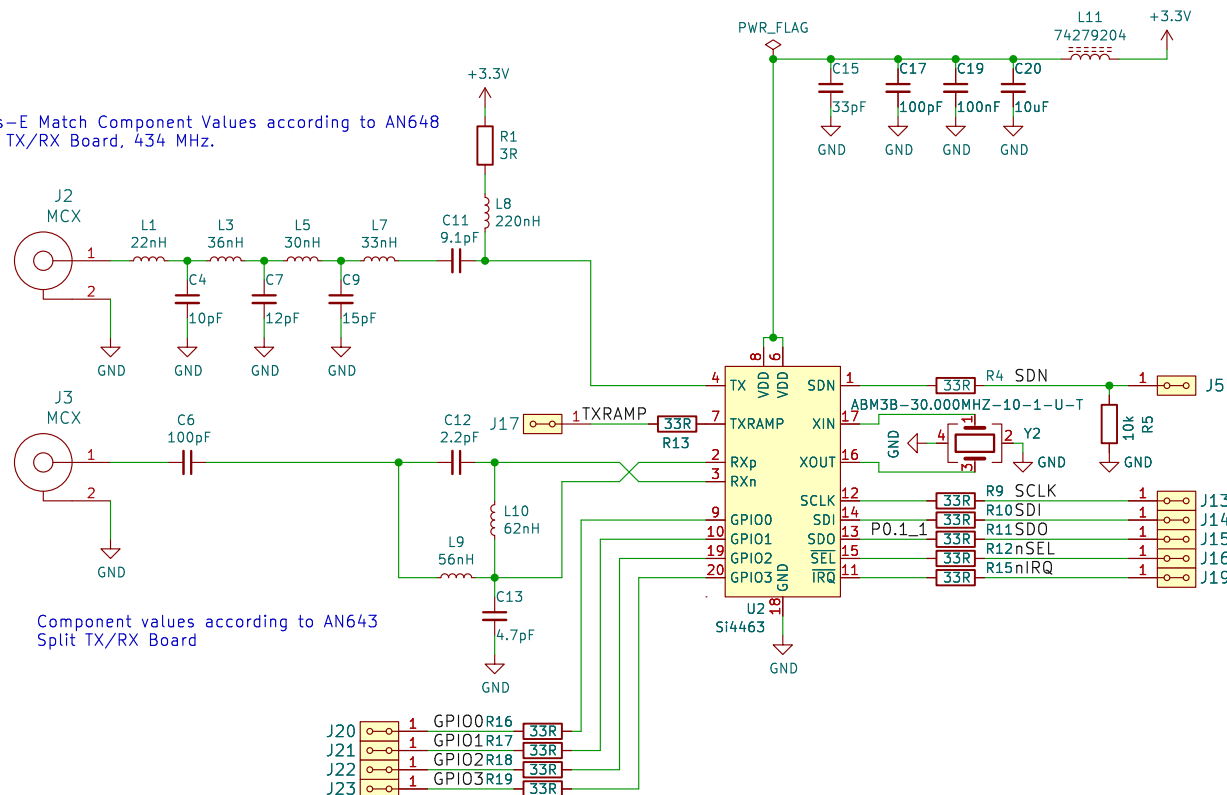 PWR_FLAG
L11
74279204
+3.3V
C15
33pF
C17
100pF
C19
100nF
C20
10uF
GND
GND
GND
GND
+3.3V
R1
3R
L8
220nH
s-E Match Component Values according to AN648
TX/RX Board, 434 MHz.
J2
MCX
1
2
L1
22nH
L3
36nH
L5
30nH
L7
33nH
C11
9.1pF
C4
10pF
C7
12pF
C9
15pF
GND
GND
GND
GND
J3
MCX
1
2
C6
100pF
GND
C12
2.2pF
L10
62nH
L9
56nH
C13
4.7pF
GND
Component values according to AN643
Split TX/RX Board
J17
1
TXRAMP
33R
R13
8
6
4
TX
VDD
VDD
SDN
1
7
TXRAMP
XIN
17
2
RXp
XOUT
16
3
RXn
SCLK
12
9
GPIO0
SDI
14
10
GPIO1
SDO
13
19
GPIO2
SEL
15
20
GPIO3
GND
IRQ
11
18
U2
Si4463
GND
33R
R4
SDN
1
J5
ABM3B-30.000MHZ-10-1-U-T
10k
R5
GND
GND
4
1
2
3
Y2
GND
P0.1_1
33R
R9
SCLK
1
J13
33R
R10
SDI
1
J14
33R
R11
SDO
1
J15
33R
R12
nSEL
1
J16
33R
R15
nIRQ
1
J19
J20
1
GPIO0
R16
33R
J21
1
GPIO1
R17
33R
J22
1
GPIO2
R18
33R
J23
1
GPIO3
R19
33R